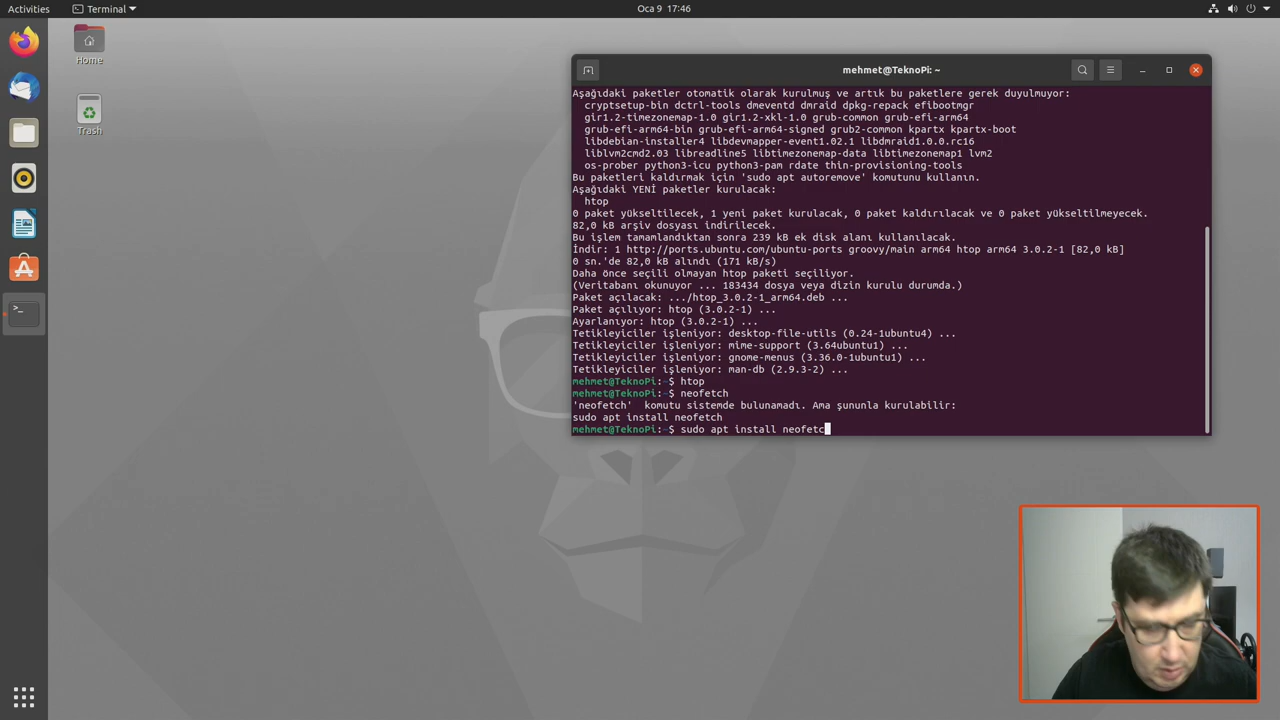 Activities
Terminal
Oca 9 17:46
Home
Trash
mehmet@TeknoPi: ~
Aşağıdaki paketler otomatik olarak kurulmuş ve artık bu paketlere gerek duyulmuyor:
cryptsetup-bin dctrl-tools dmeventd dmraid dpkg-repack efibootmgr
gir1.2-timezonemap-1.0 gir1.2-xkl-1.0 grub-common grub-efi-arm64
grub-efi-arm64-bin grub-efi-arm64-signed grub2-common kpartx kpartx-boot
libdebian-installer4 libdevmapper-event1.02.1 libdmraid1.0.0.rc16
liblvm2cmd2.03 libreadline5 libtimezonemap-data libtimezonemap1 lvm2
os-prober python3-icu python3-pam rdate thin-provisioning-tools
Bu paketleri kaldırmak için 'sudo apt autoremove' komutunu kullanın.
Aşağıdaki YENİ paketler kurulacak:
htop
0 paket yükseltilecek, 1 yeni paket kurulacak, 0 paket kaldırılacak ve 0 paket yükseltilmeyecek.
82,0 kB arşiv dosyası indirilecek.
Bu işlem tamamlandıktan sonra 239 kB ek disk alanı kullanılacak.
İndir: 1 http://ports.ubuntu.com/ubuntu-ports groovy/main arm64 htop arm64 3.0.2-1 [82,0 kB]
0 sn.'de 82,0 kB alındı (171 kB/s)
Daha önce seçili olmayan htop paketi seçiliyor.
(Veritabanı okunuyor ... 183434 dosya veya dizin kurulu durumda.)
Paket açılacak: .../htop_3.0.2-1_arm64.deb ...
Paket açılıyor: htop (3.0.2-1) ...
Ayarlanıyor: htop (3.0.2-1) ...
Tetikleyiciler işleniyor: desktop-file-utils (0.24-1ubuntu4) ...
Tetikleyiciler işleniyor: mime-support (3.64ubuntu1) ...
Tetikleyiciler işleniyor: gnome-menus (3.36.0-1ubuntu1) ...
Tetikleyiciler işleniyor: man-db (2.9.3-2) ...
mehmet@TeknoPi:~$ htop
mehmet@TeknoPi:~$ neofetch
'neofetch' komutu sistemde bulunamadı. Ama şununla kurulabilir:
sudo apt install neofetch
mehmet@TeknoPi:~$ sudo apt install neofetc